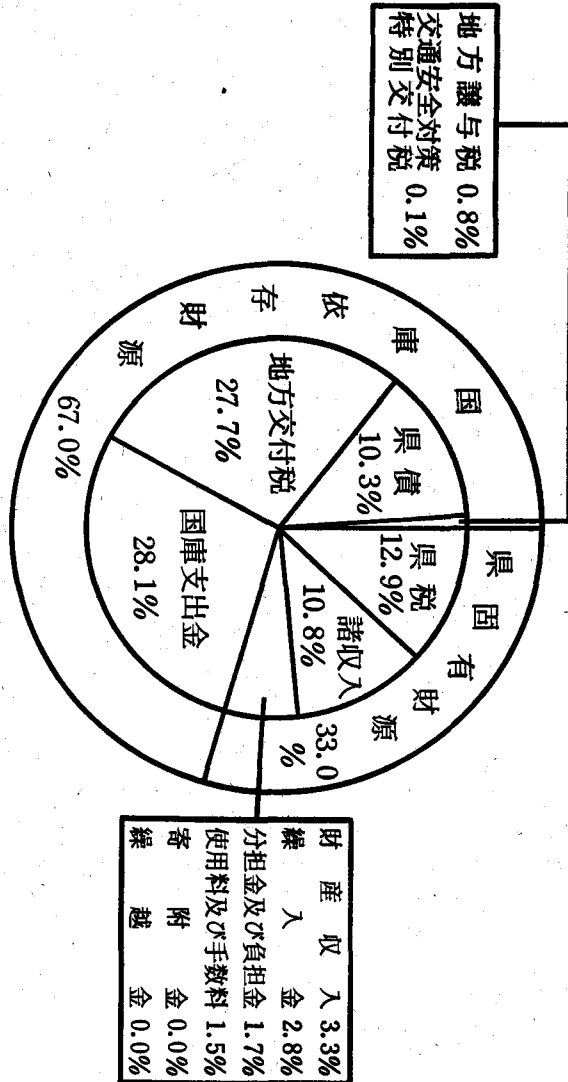 地方譲与税 0.8%
交通安全対策
特別交付税 0.1%
国庫依存財源
67.0%
県固有財源
33.0
%
県債
10.3%
地方交付税
27.7%
国庫支出金
28.1%
県税
12.9%
諸収入
10.8%
財産収入 3.3%
繰入金 2.8%
分担金及び負担金 1.7%
使用料及び手数料 1.5%
寄附金 0.0%
繰越金 0.0%